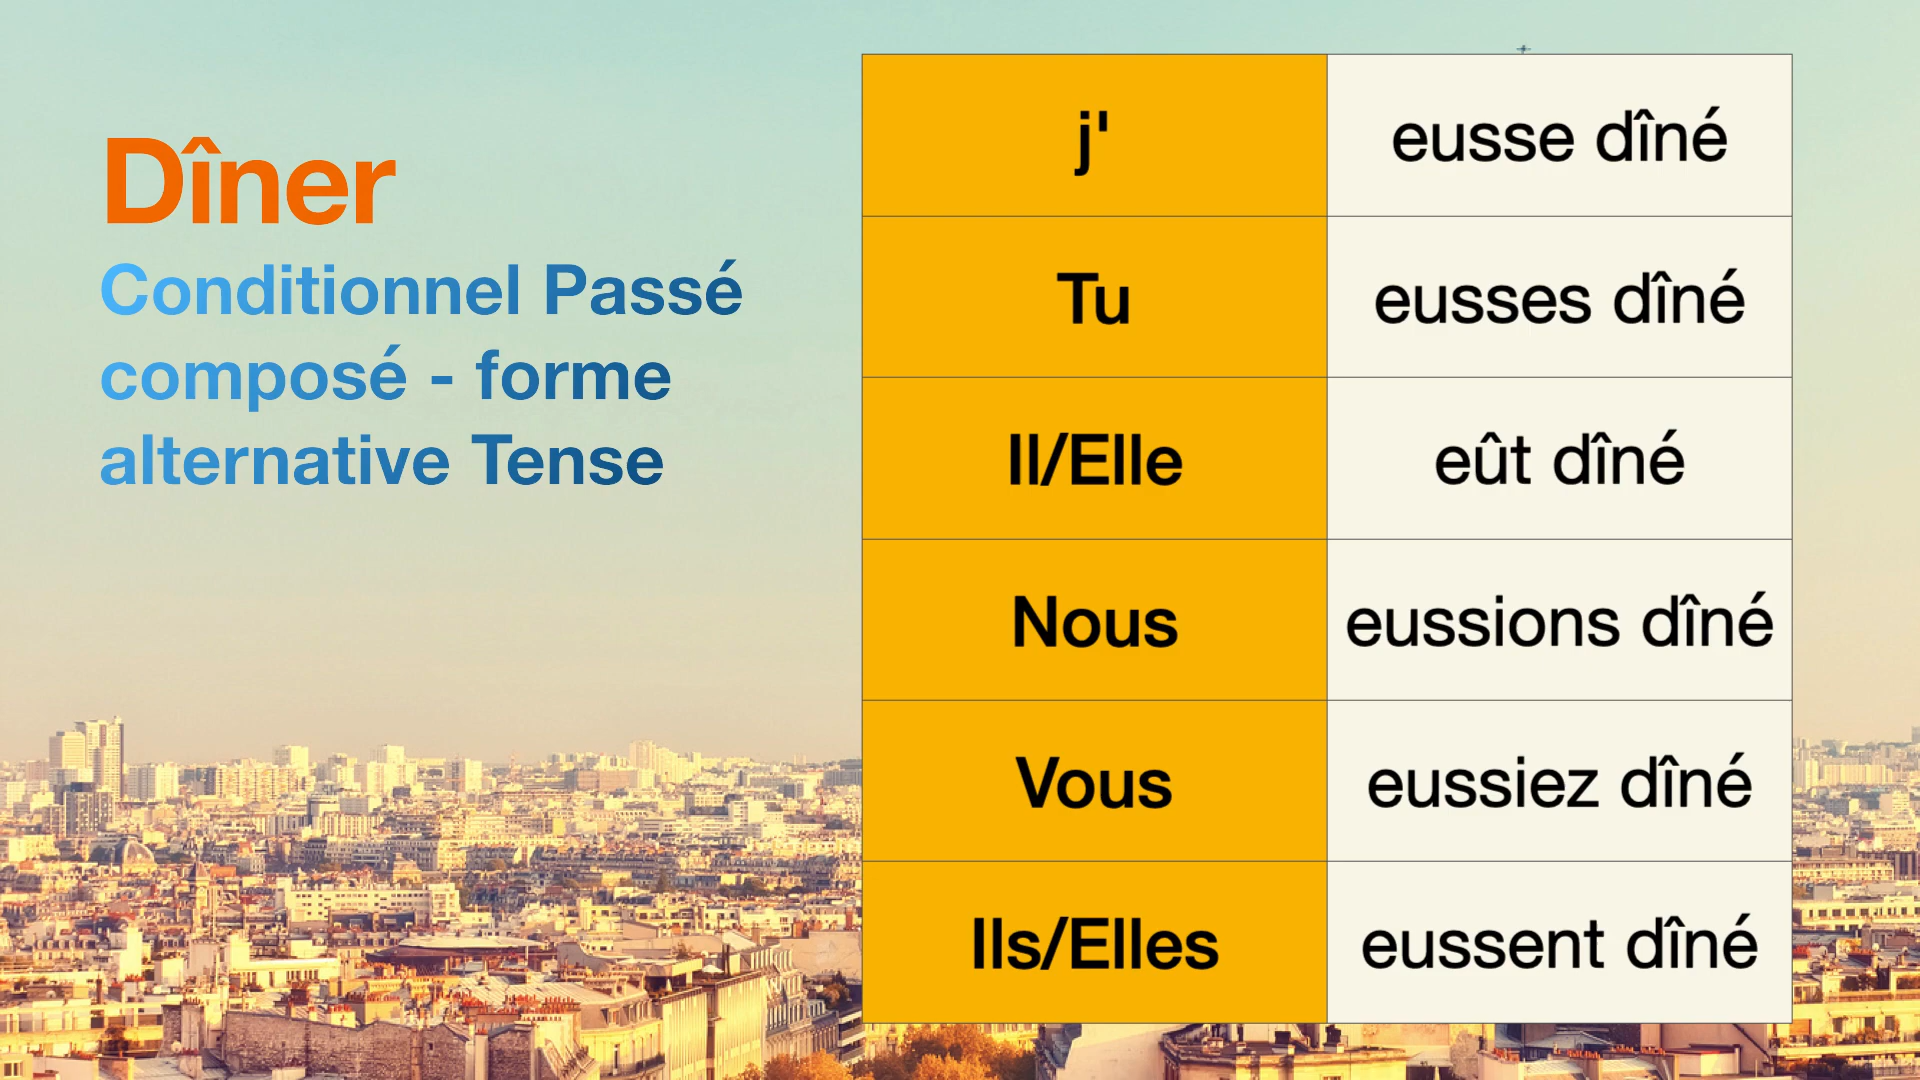 Dîner
Conditionnel Passé
composé - forme
alternative Tense
j' eusse dîné
Tu eusses dîné
Il/Elle eût dîné
Nous eussions dîné
Vous eussiez dîné
Ils/Elles eussent dîné